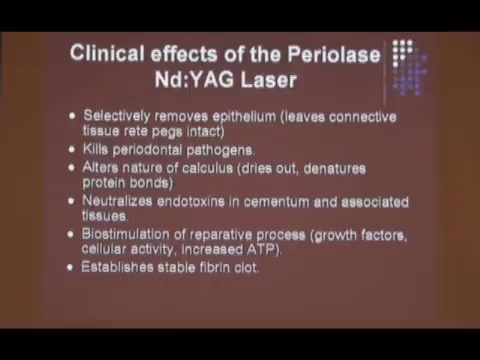 Clinical effects of the Periolase
Nd:YAG Laser
• Selectively removes epithelium (leaves connective
tissue rete pegs intact)
• Kills periodontal pathogens.
• Alters nature of calculus (dries out, denatures
protein bonds)
• Neutralizes endotoxins in cementum and associated
tissues.
• Biostimulation of reparative process (growth factors,
cellular activity, increased ATP).
• Establishes stable fibrin clot.